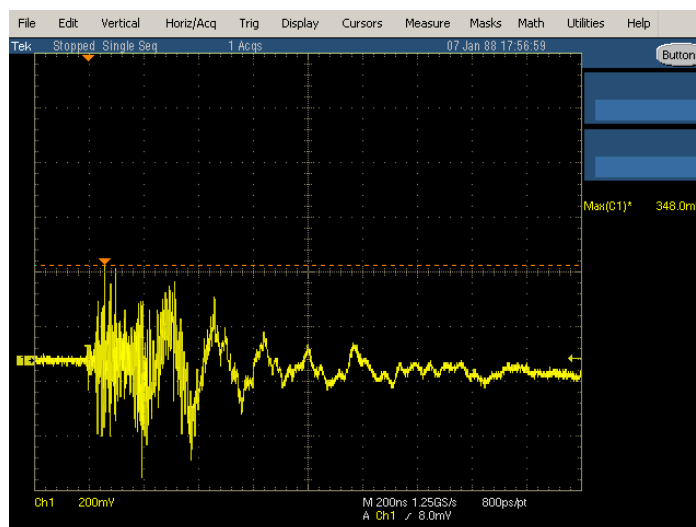 File Edit Vertical Horiz/Acq Trig Display Cursors Measure Masks Math Utilities Help
Tek Stopped Single Seq 1 Acqs 07 Jan 88 17:56:59
Button
Max(C1)* 348.0m
1
Ch1 200mV M 200ns 1.25GS/s 800ps/pt
A Ch1 / 8.0mV